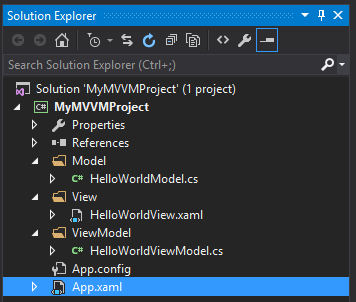 Solution Explorer
Search Solution Explorer (Ctrl+;)
Solution 'MyMVVMProject' (1 project)
C# MyMVVMProject
Properties
References
Model
C# HelloWorldModel.cs
View
HelloWorldView.xaml
ViewModel
C# HelloWorldViewModel.cs
App.config
App.xaml